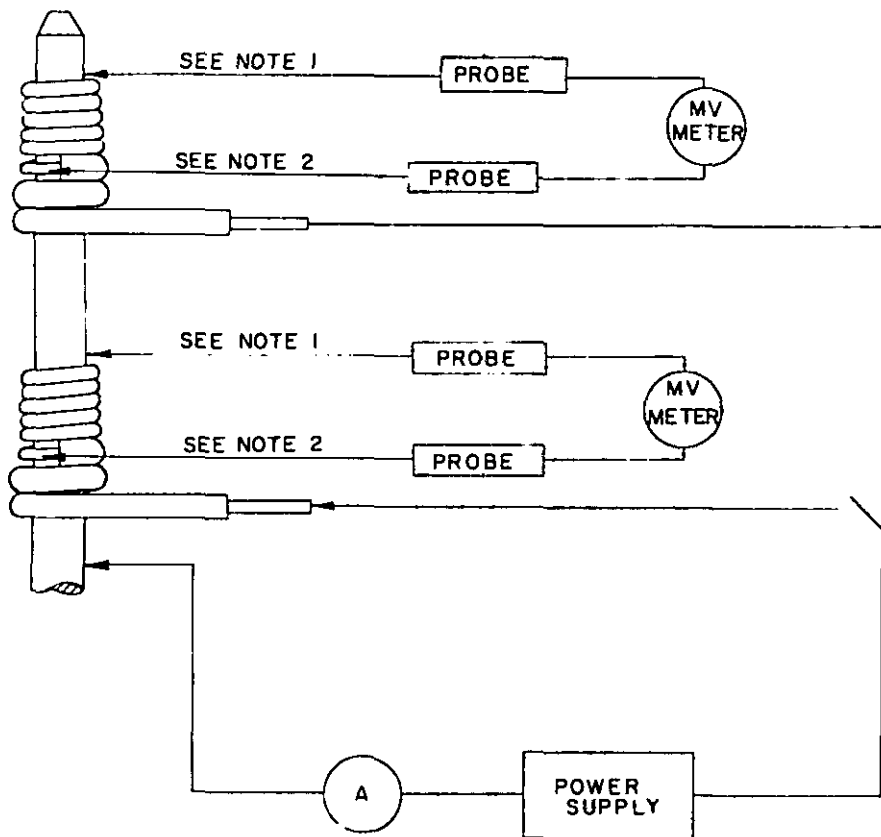 SEE NOTE 1
PROBE
MV
METER
SEE NOTE 2
PROBE
SEE NOTE 1
PROBE
MV
METER
SEE NOTE 2
PROBE
A
POWER
SUPPLY